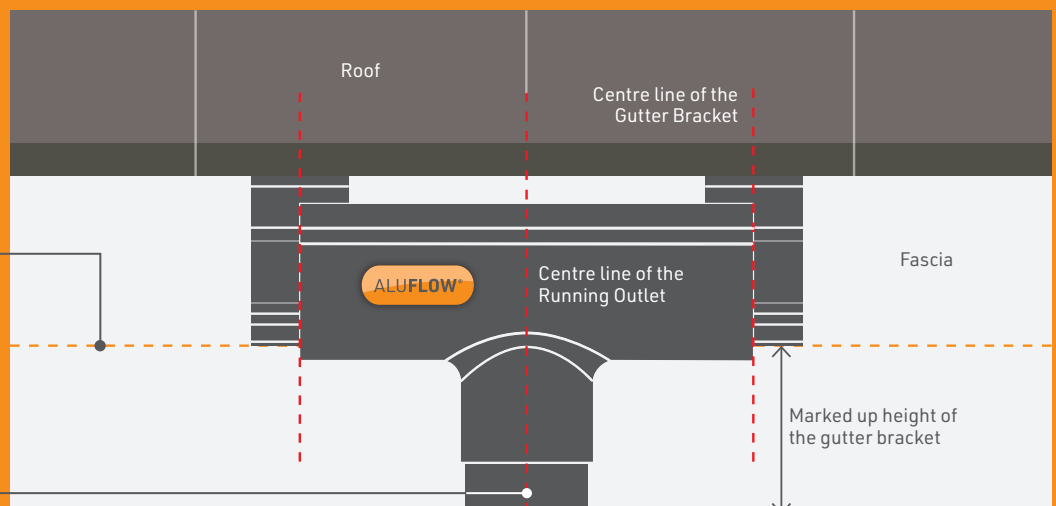 Roof
Centre line of the
Gutter Bracket
Fascia
ALUFLOW®
Centre line of the
Running Outlet
Marked up height of
the gutter bracket